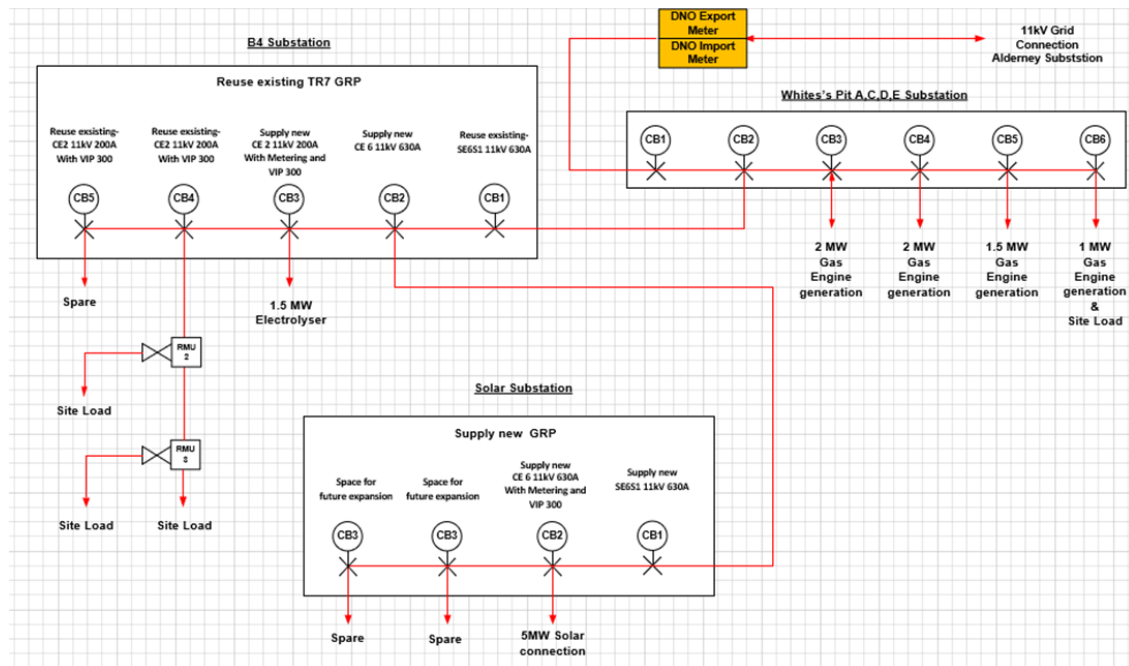 B4 Substation
Reuse existing TR7 GRP
Reuse exsisting-
CE2 11kV 200A
With VIP 300
Reuse exsisting-
CE2 11kV 200A
With VIP 300
Supply new
CE 2 11kV 200A
With Metering and
VIP 300
Supply new
CE 6 11kV 630A
Reuse exsisting-
SE6S1 11kV 630A
CB5
CB4
CB3
CB2
CB1
Spare
1.5 MW
Electrolyser
RMU
2
Site Load
RMU
3
Site Load
Site Load
DNO Export
Meter
DNO Import
Meter
11kV Grid
Connection
Alderney Subststion
Whites's Pit A,C,D,E Substation
CB1
CB2
CB3
CB4
CB5
CB6
2 MW
Gas
Engine
generation
2 MW
Gas
Engine
generation
1.5 MW
Gas
Engine
generation
1 MW
Gas
Engine
generation
&
Site Load
Solar Substation
Supply new  GRP
Space for
future expansion
Space for
future expansion
Supply new
CE 6 11kV 630A
With Metering and
VIP 300
Supply new
SE6S1 11kV 630A
CB3
CB3
CB2
CB1
Spare
Spare
5MW Solar
connection